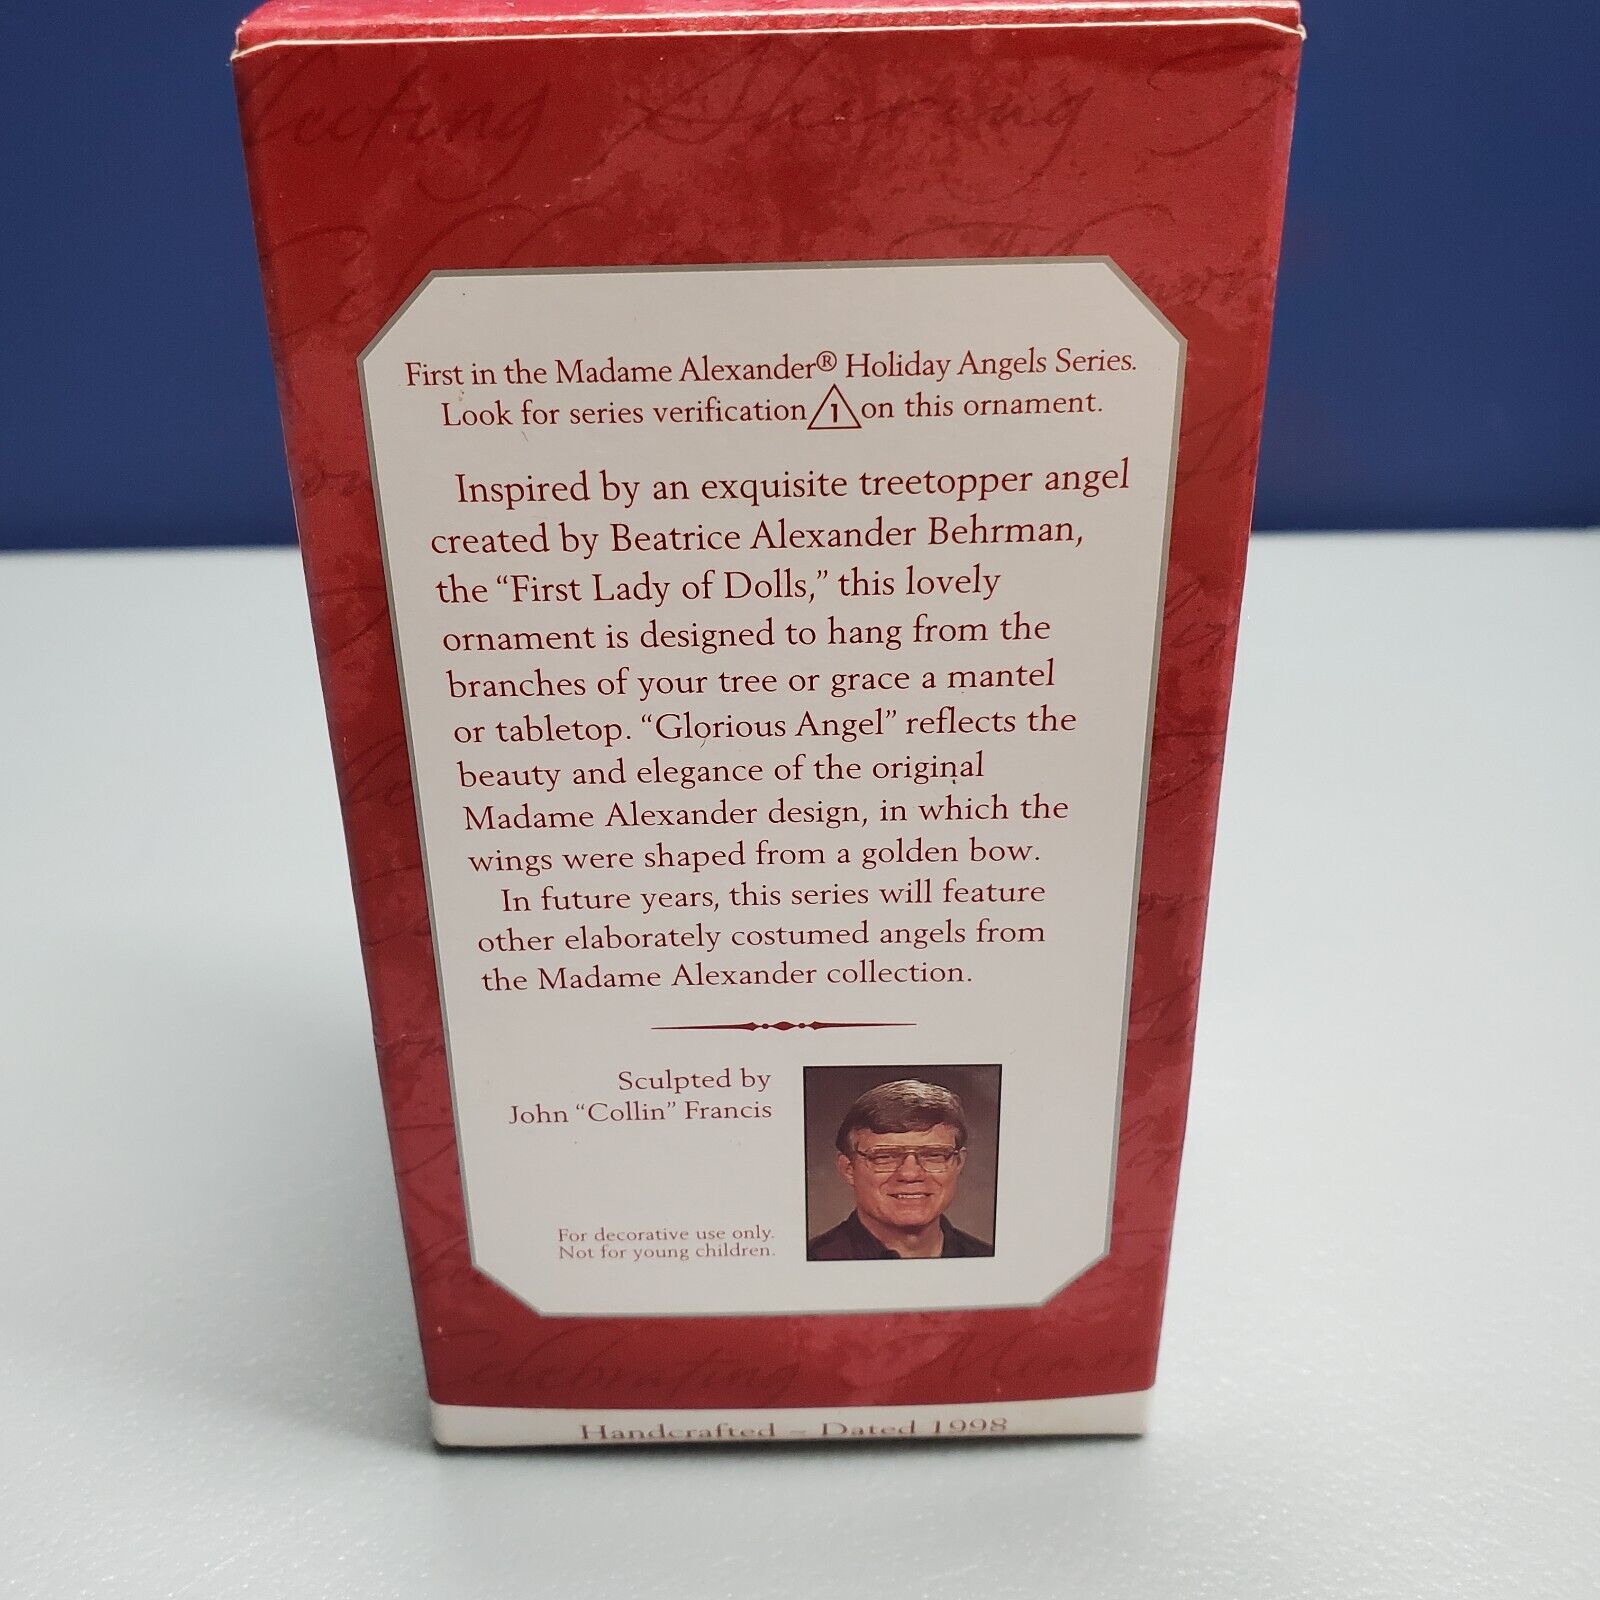 Sharing
First in the Madame Alexander® Holiday Angels Series.
Look for series verification 1 on this ornament.
Inspired by an exquisite treetopper angel
created by Beatrice Alexander Behrman,
the “First Lady of Dolls,” this lovely
ornament is designed to hang from the
branches of your tree or grace a mantel
or tabletop. “Glorious Angel” reflects the
beauty and elegance of the original
Madame Alexander design, in which the
wings were shaped from a golden bow.
In future years, this series will feature
other elaborately costumed angels from
the Madame Alexander collection.
Sculpted by
John “Collin” Francis
For decorative use only.
Not for young children.
Celebrating
Handcrafted ~ Dated 1998